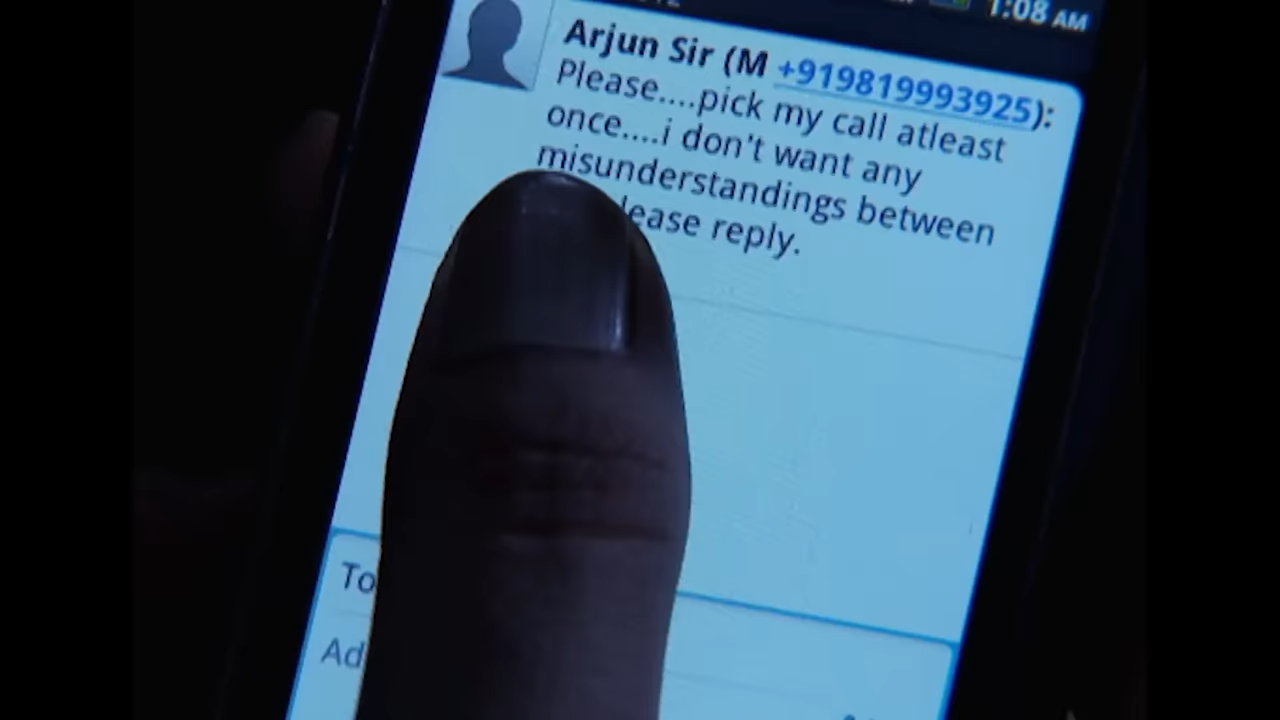 1:08 AM
Arjun Sir (M +919819993925):
Please....pick my call atleast
once....i don't want any
misunderstandings between
lease reply.
To
Ad